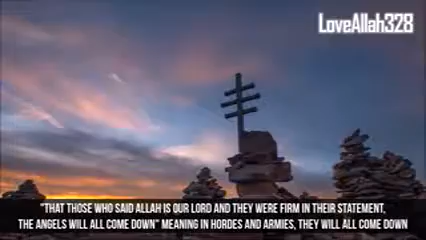 LoveAllah328
"THAT THOSE WHO SAID ALLAH IS OUR LORD AND THEY WERE FIRM IN THEIR STATEMENT,
THE ANGELS WILL ALL COME DOWN" MEANING IN HORDES AND ARMIES, THEY WILL ALL COME DOWN